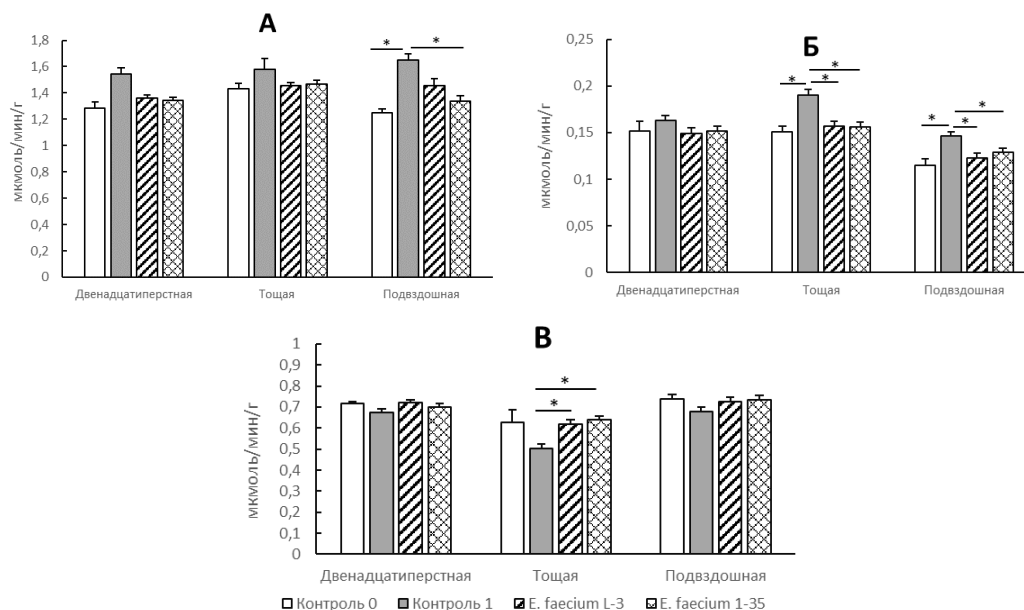 А
мкмоль/мин/г
1,8
1,6
1,4
1,2
1
0,8
0,6
0,4
0,2
0
* *
Двенадцатиперстная Тощая Подвздошная
Б
мкмоль/мин/г
0,25
0,2
0,15
0,1
0,05
0
* * * * * *
Двенадцатиперстная Тощая Подвздошная
В
мкмоль/мин/г
1
0,9
0,8
0,7
0,6
0,5
0,4
0,3
0,2
0,1
0
* *
Двенадцатиперстная Тощая Подвздошная
Контроль 0 Контроль 1 E. faecium L-3 E. faecium 1-35